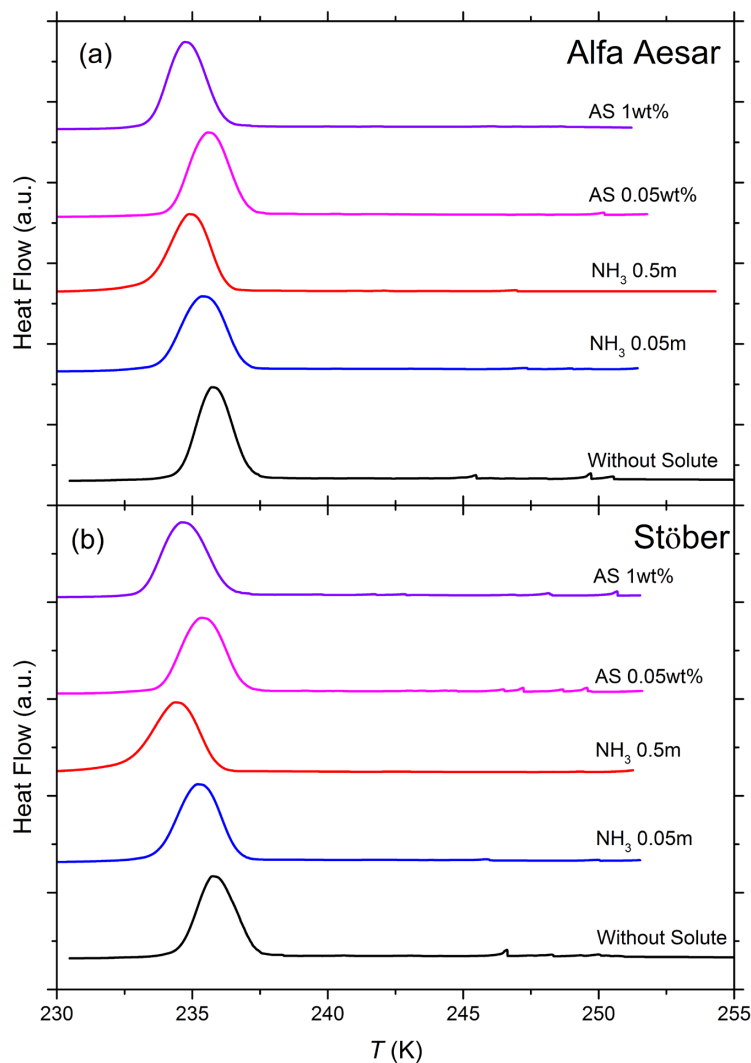 (a)
Alfa Aesar
AS 1wt%
AS 0.05wt%
NH₃ 0.5m
NH₃ 0.05m
Without Solute
Heat Flow (a.u.)
(b)
Stöber
AS 1wt%
AS 0.05wt%
NH₃ 0.5m
NH₃ 0.05m
Without Solute
Heat Flow (a.u.)
230 235 240 245 250 255
T (K)